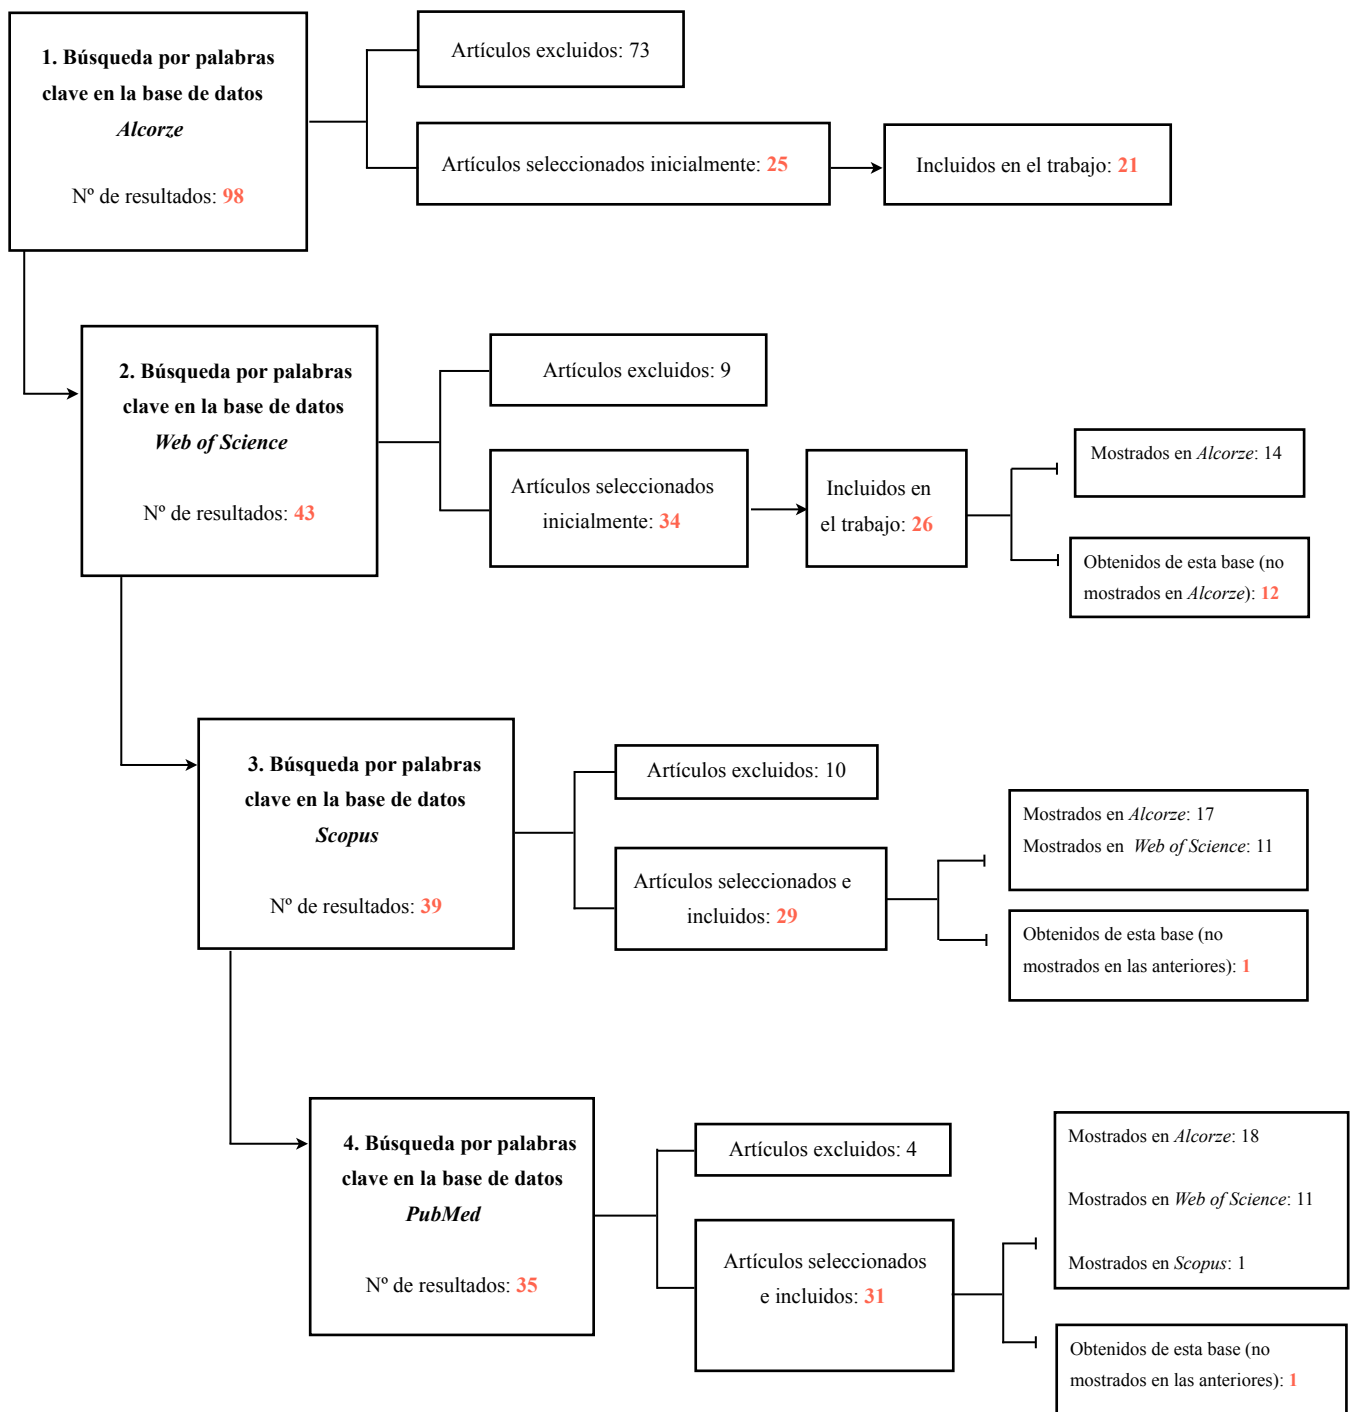 1. Búsqueda por palabras
clave en la base de datos
Alcorze
Nº de resultados: 98
Artículos excluidos: 73
Artículos seleccionados inicialmente: 25
Incluidos en el trabajo: 21
2. Búsqueda por palabras
clave en la base de datos
Web of Science
Nº de resultados: 43
Artículos excluidos: 9
Artículos seleccionados
inicialmente: 34
Incluidos en
el trabajo: 26
Mostrados en Alcorze: 14
Obtenidos de esta base (no
mostrados en Alcorze): 12
3. Búsqueda por palabras
clave en la base de datos
Scopus
Nº de resultados: 39
Artículos excluidos: 10
Artículos seleccionados e
incluidos: 29
Mostrados en Alcorze: 17
Mostrados en Web of Science: 11
Obtenidos de esta base (no
mostrados en las anteriores): 1
4. Búsqueda por palabras
clave en la base de datos
PubMed
Nº de resultados: 35
Artículos excluidos: 4
Artículos seleccionados
e incluidos: 31
Mostrados en Alcorze: 18
Mostrados en Web of Science: 11
Mostrados en Scopus: 1
Obtenidos de esta base (no
mostrados en las anteriores): 1